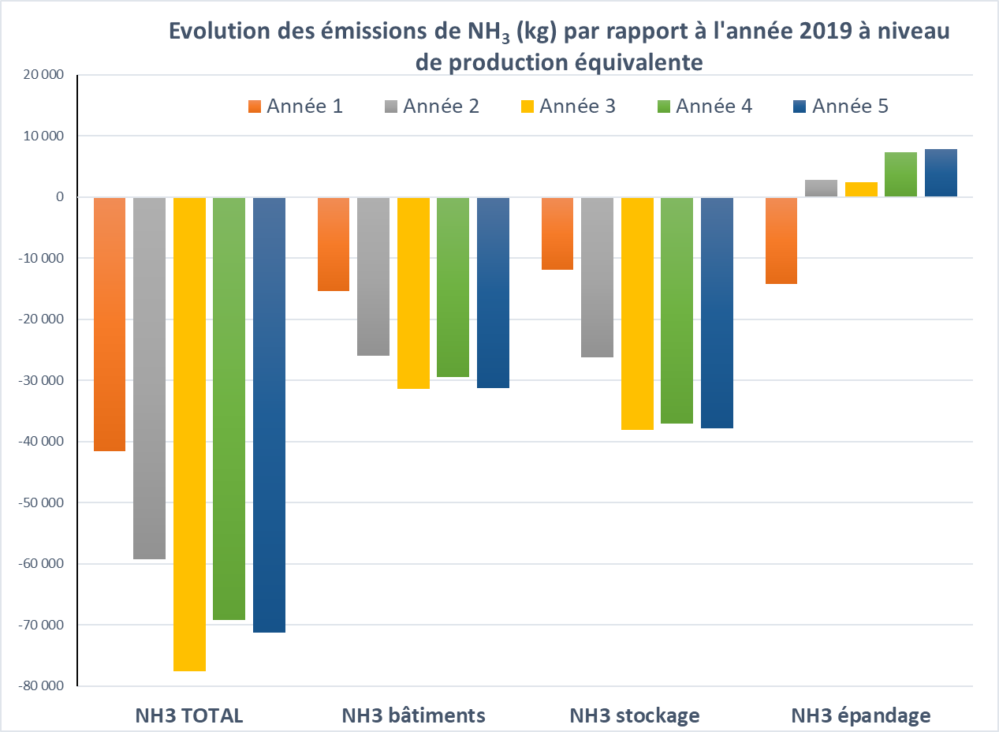 Evolution des émissions de NH₃ (kg) par rapport à l'année 2019 à niveau
de production équivalente
20 000
Année 1 Année 2 Année 3 Année 4 Année 5
10 000
0
-10 000
-20 000
-30 000
-40 000
-50 000
-60 000
-70 000
-80 000
NH3 TOTAL NH3 bâtiments NH3 stockage NH3 épandage